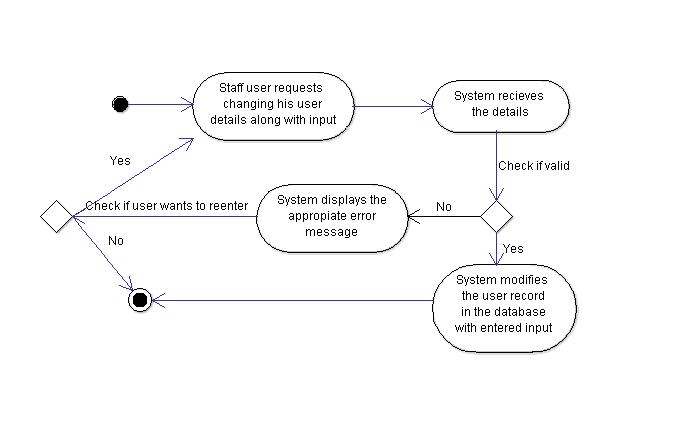 Staff user requests
changing his user
details along with input
System recieves
the details
Yes
Check if valid
Check if user wants to reenter
System displays the
appropiate error
message
No
No
Yes
System modifies
the user record
in the database
with entered input